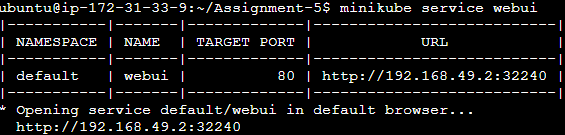 ubuntu@ip-172-31-33-9:~/Assignment-5$ minikube service webui
|-----------|-------|-------------|---------------------------|
| NAMESPACE | NAME  | TARGET PORT |            URL            |
|-----------|-------|-------------|---------------------------|
| default   | webui |          80 | http://192.168.49.2:32240 |
|-----------|-------|-------------|---------------------------|
* Opening service default/webui in default browser...
  http://192.168.49.2:32240